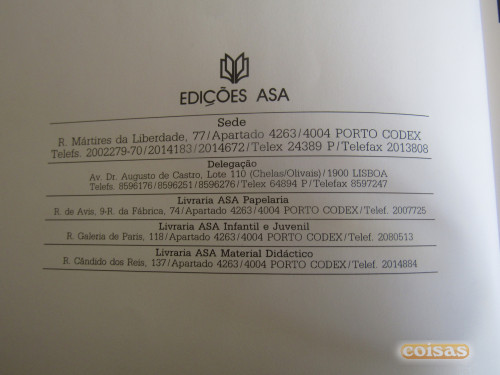 EDIÇÕES ASA
Sede
R. Mártires da Liberdade, 77/Apartado 4263/4004 PORTO CODEX
Telefs. 2002279-70/2014183/2014672/Telex 24389 P/Telefax 2013808
Delegação
Av. Dr. Augusto de Castro, Lote 110 (Chelas/Olivais)/1900 LISBOA
Telefs. 8596176/8596251/8596276/Telex 64894 P/Telefax 8597247
Livraria ASA Papelaria
R. de Avis, 9-R. da Fábrica, 74/Apartado 4263/4004 PORTO CODEX/Telef. 2007725
Livraria ASA Infantil e Juvenil
R. Galeria de Paris, 118/Apartado 4263/4004 PORTO CODEX/Telef. 2080513
Livraria ASA Material Didáctico
R. Cândido dos Reis, 137/Apartado 4263/4004 PORTO CODEX/Telef. 2014884
coisas